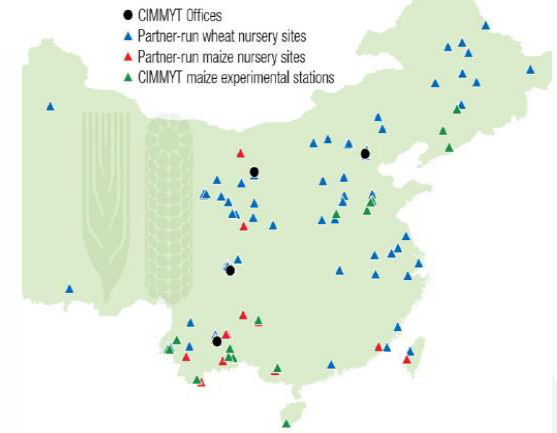 CIMMYT Offices
Partner-run wheat nursery sites
Partner-run maize nursery sites
CIMMYT maize experimental stations